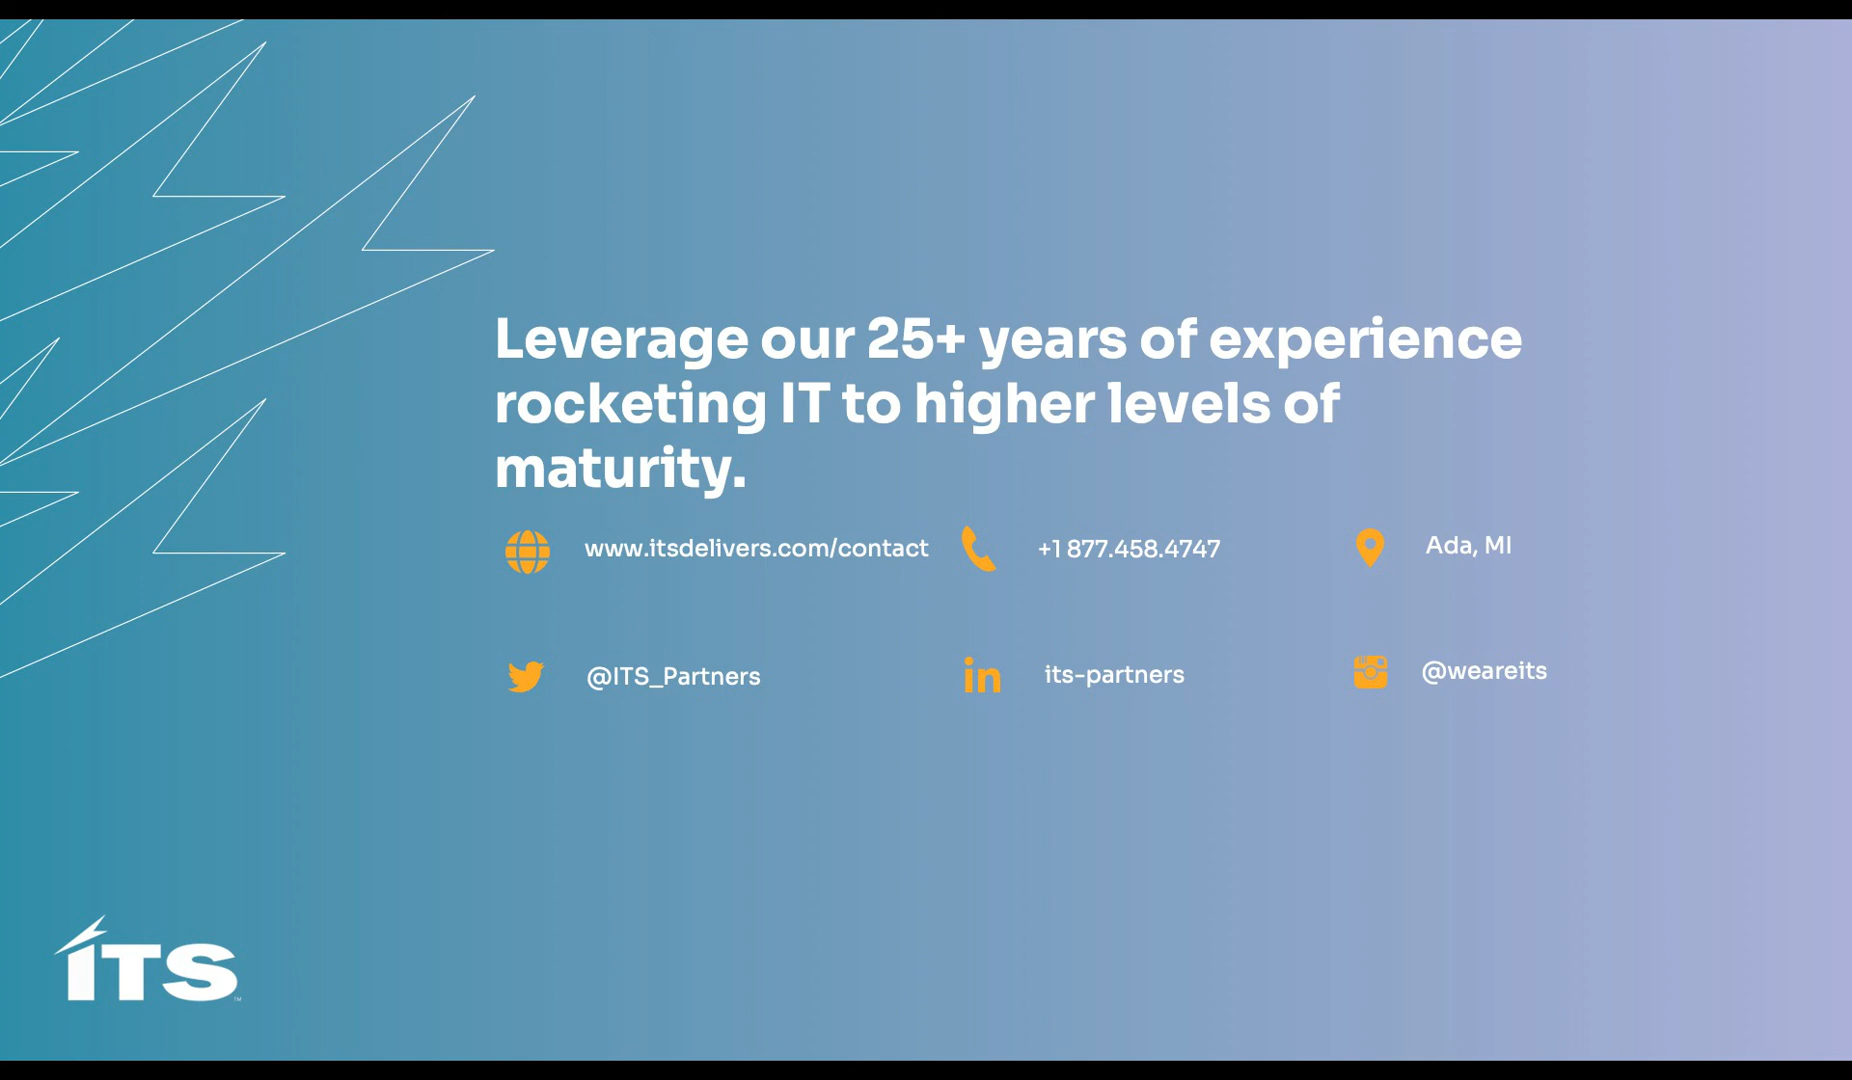 Leverage our 25+ years of experience
rocketing IT to higher levels of
maturity.
www.itsdelivers.com/contact
+1 877.458.4747
Ada, MI
@ITS_Partners
its-partners
@weareits
iTS
TM